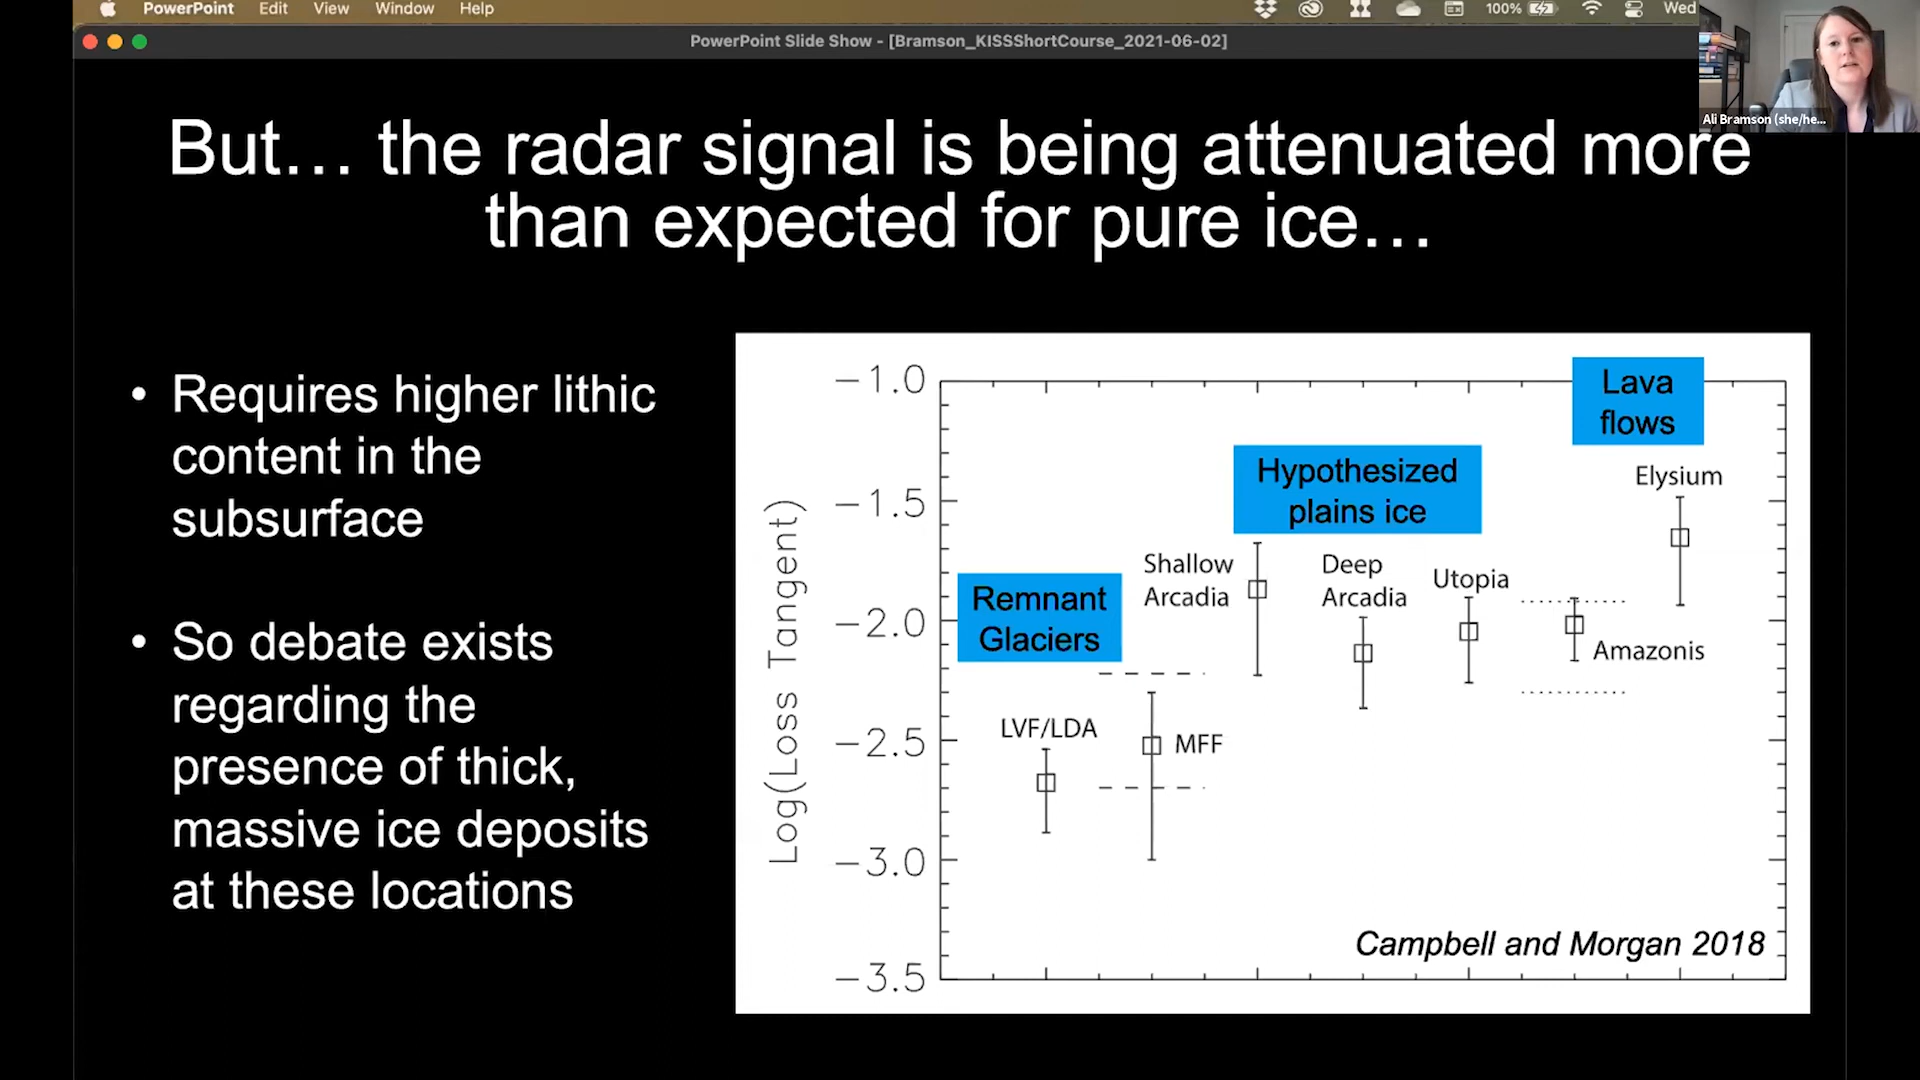 PowerPoint Edit View Window Help 100% Wed
PowerPoint Slide Show - [Bramson_KISSShortCourse_2021-06-02]
Ali Bramson (she/he...
But... the radar signal is being attenuated more
than expected for pure ice...
• Requires higher lithic
content in the
subsurface
• So debate exists
regarding the
presence of thick,
massive ice deposits
at these locations
Log(Loss Tangent)
−1.0
−1.5
−2.0
−2.5
−3.0
−3.5
Remnant
Glaciers
LVF/LDA
MFF
Hypothesized
plains ice
Shallow
Arcadia
Deep
Arcadia
Utopia
Lava
flows
Elysium
Amazonis
Campbell and Morgan 2018